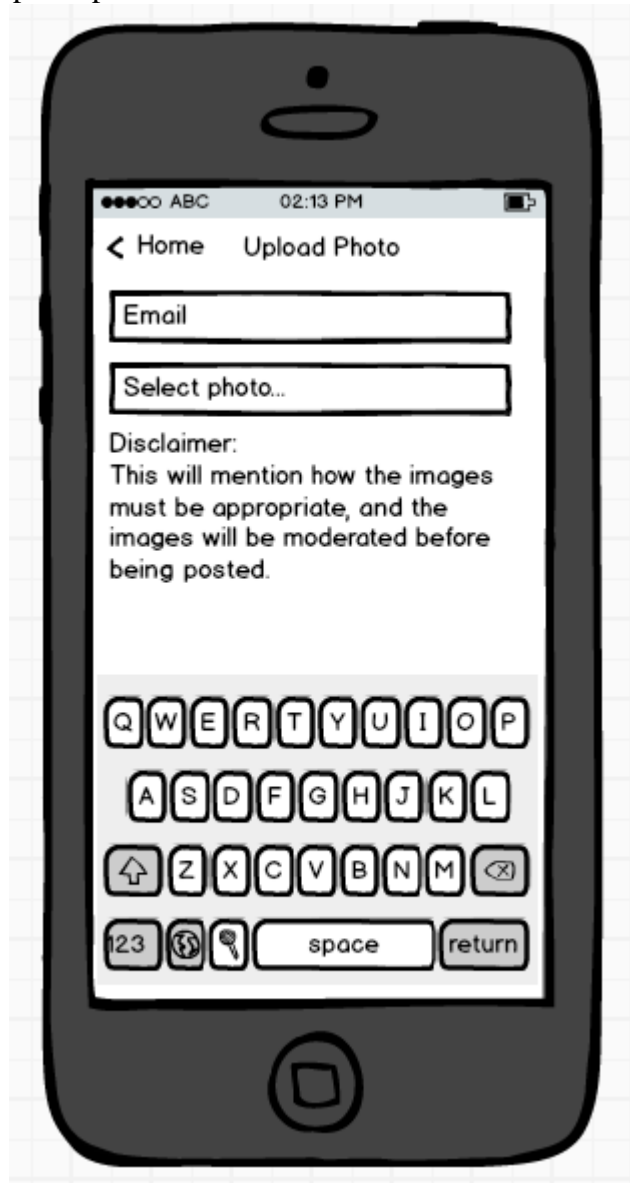 ABC 02:13 PM
< Home Upload Photo
Email
Select photo...
Disclaimer:
This will mention how the images
must be appropriate, and the
images will be moderated before
being posted.
Q W E R T Y U I O P
A S D F G H J K L
Z X C V B N M
123 space return